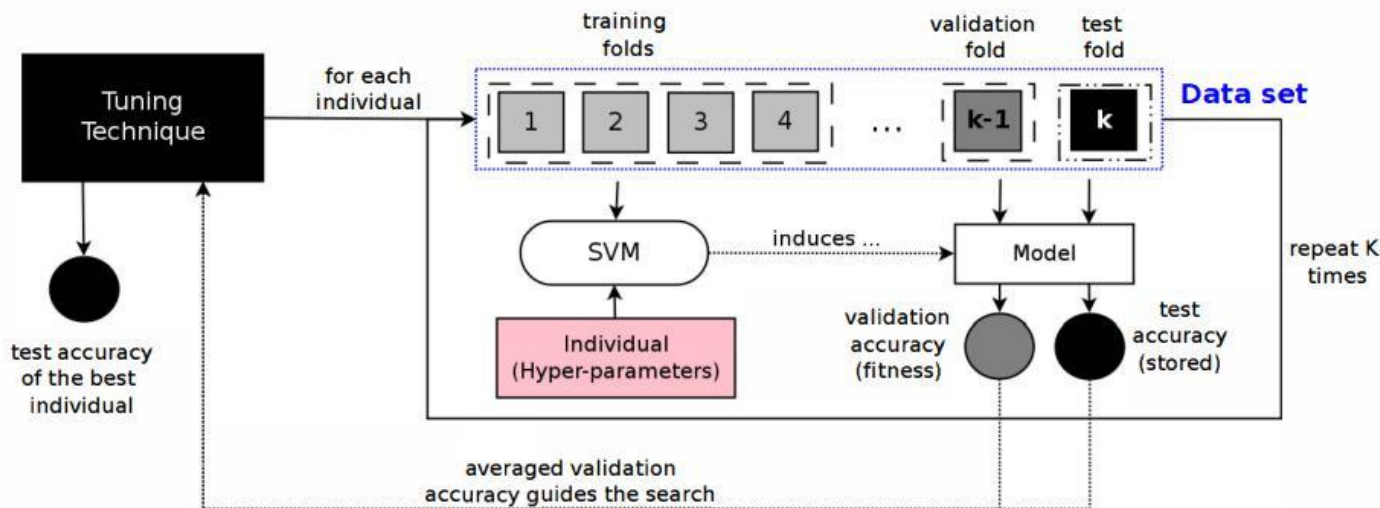 training
folds
validation
fold
test
fold
Tuning
Technique
for each
individual
1
2
3
4
...
k-1
k
Data set
SVM
induces ...
Model
repeat K
times
Individual
(Hyper-parameters)
validation
accuracy
(fitness)
test
accuracy
(stored)
test accuracy
of the best
individual
averaged validation
accuracy guides the search